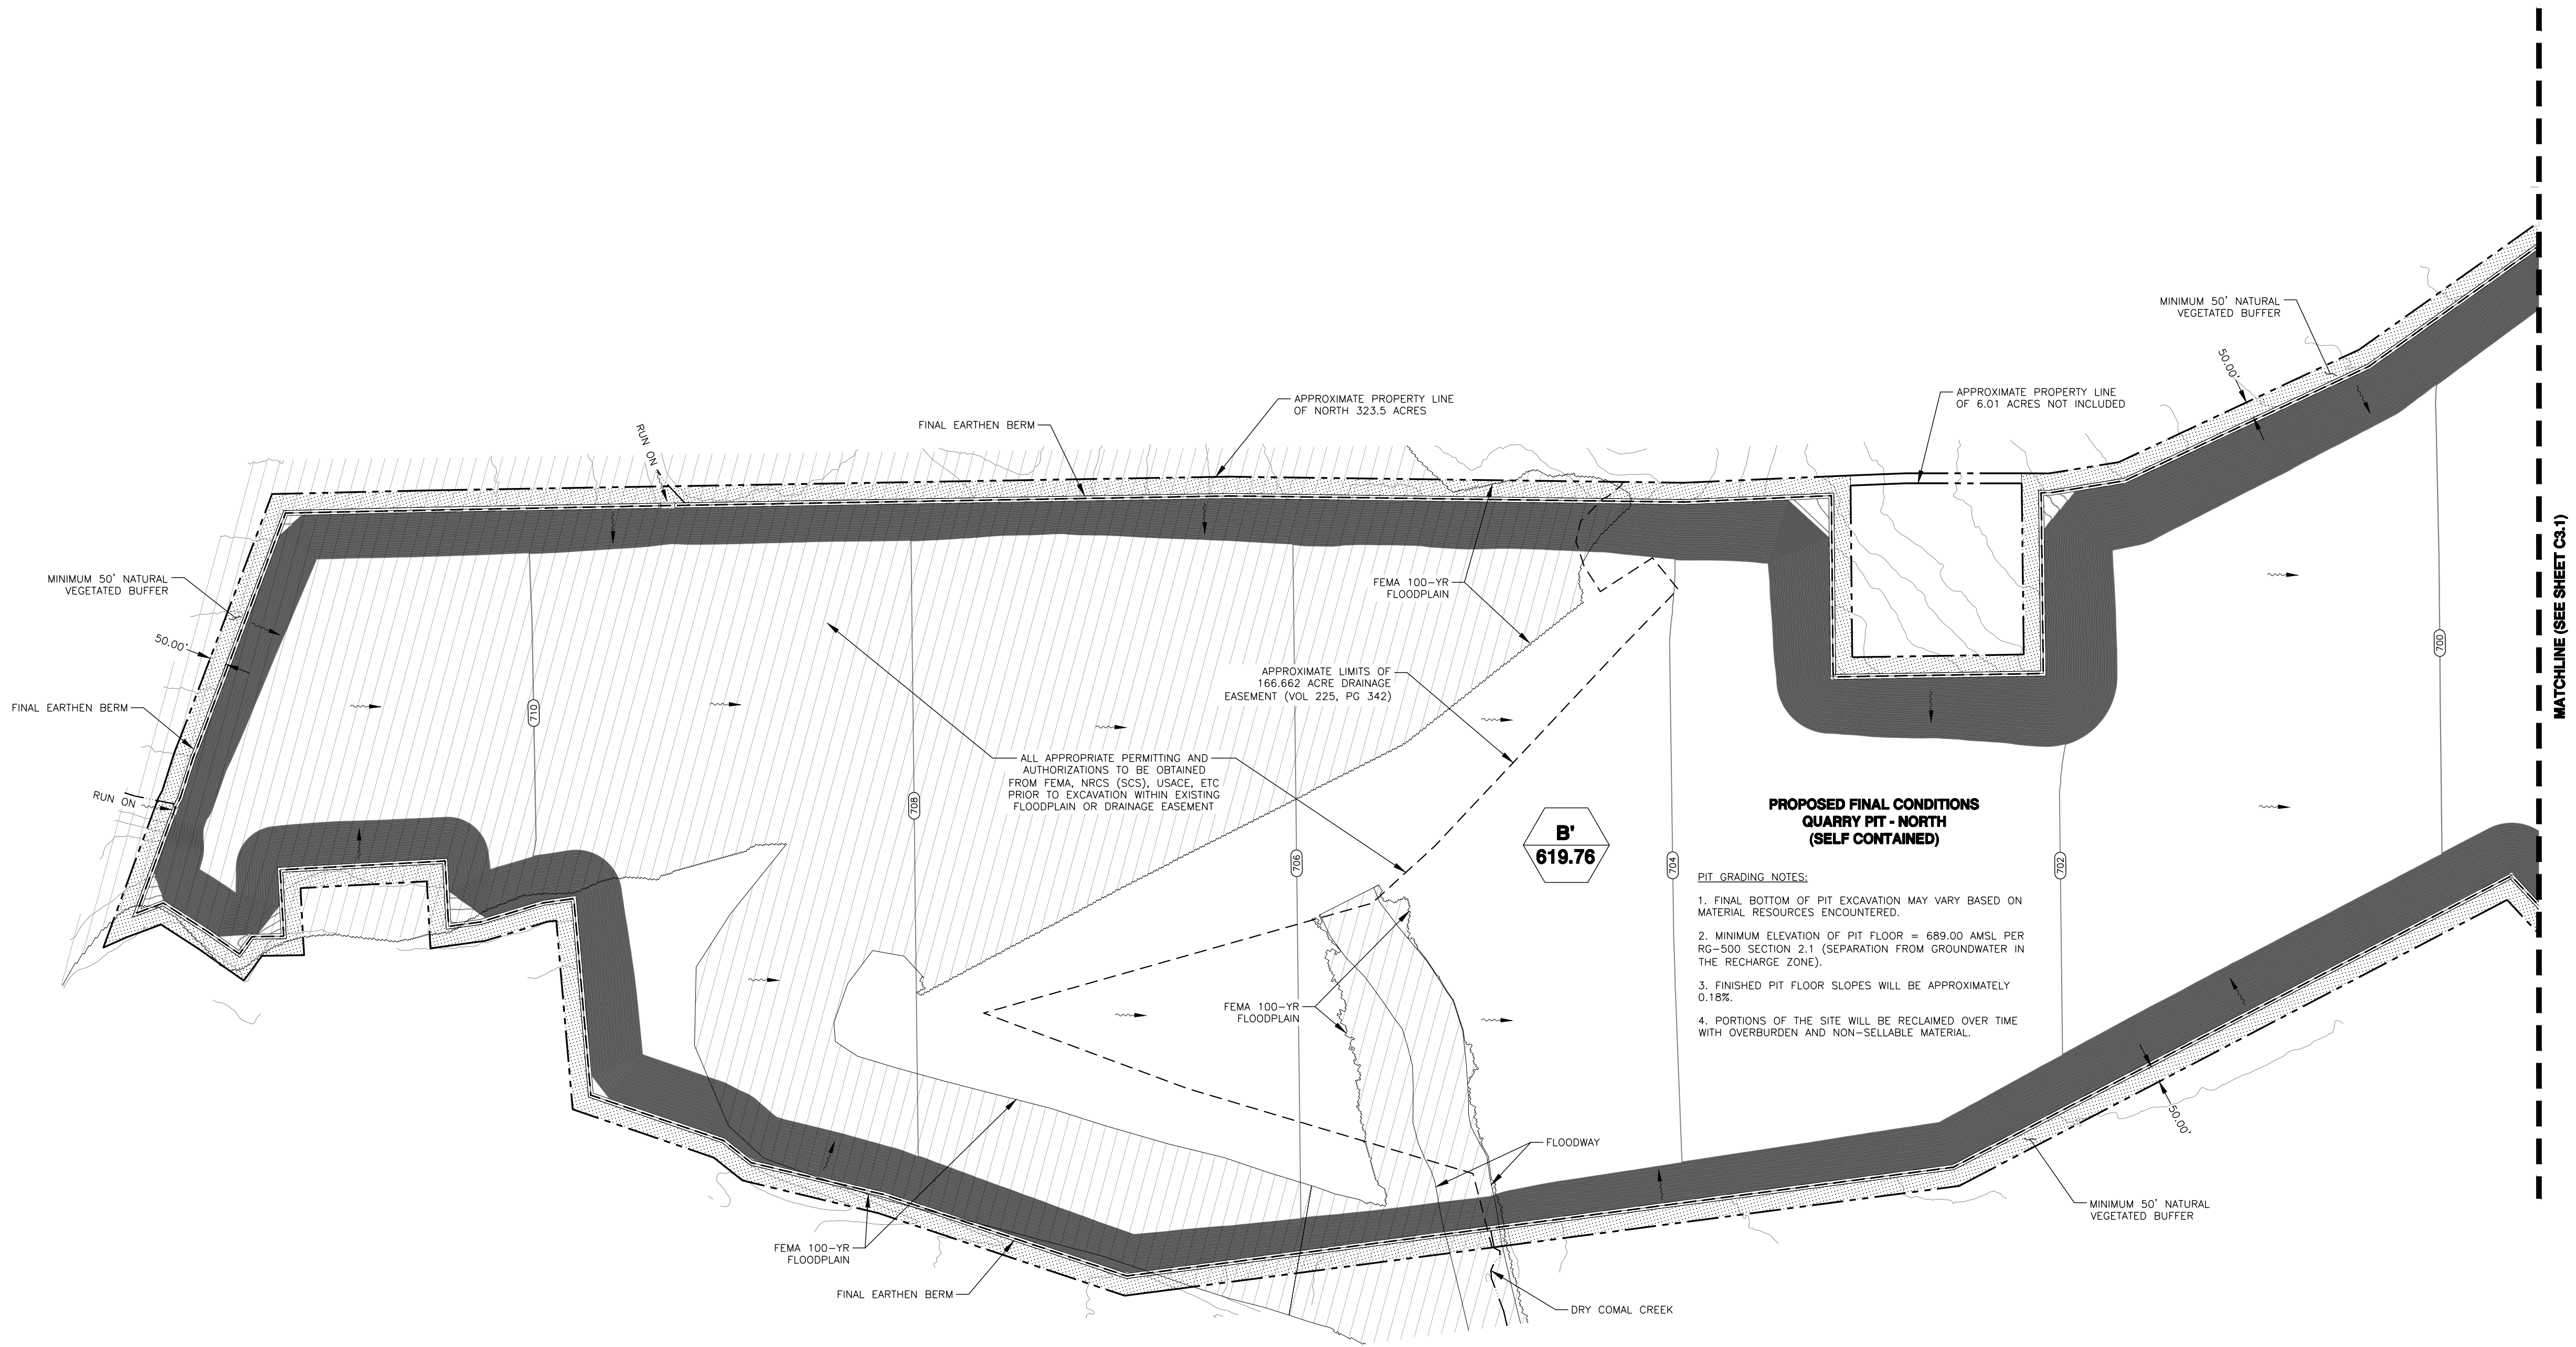 MINIMUM 50' NATURAL
VEGETATED BUFFER
50.00'
APPROXIMATE PROPERTY LINE
OF NORTH 323.5 ACRES
APPROXIMATE PROPERTY LINE
OF 6.01 ACRES NOT INCLUDED
FINAL EARTHEN BERM
RUN ON
MATCHLINE (SEE SHEET C3.1)
MINIMUM 50' NATURAL
VEGETATED BUFFER
50.00'
FEMA 100-YR
FLOODPLAIN
700
APPROXIMATE LIMITS OF
166.662 ACRE DRAINAGE
EASEMENT (VOL 225, PG 342)
FINAL EARTHEN BERM
710
ALL APPROPRIATE PERMITTING AND
AUTHORIZATIONS TO BE OBTAINED
FROM FEMA, NRCS (SCS), USACE, ETC
PRIOR TO EXCAVATION WITHIN EXISTING
FLOODPLAIN OR DRAINAGE EASEMENT
RUN ON
708
706
B'
619.76
704
702
PROPOSED FINAL CONDITIONS
QUARRY PIT - NORTH
(SELF CONTAINED)
PIT GRADING NOTES:
1. FINAL BOTTOM OF PIT EXCAVATION MAY VARY BASED ON
MATERIAL RESOURCES ENCOUNTERED.
2. MINIMUM ELEVATION OF PIT FLOOR = 689.00 AMSL PER
RG-500 SECTION 2.1 (SEPARATION FROM GROUNDWATER IN
THE RECHARGE ZONE).
3. FINISHED PIT FLOOR SLOPES WILL BE APPROXIMATELY
0.18%.
4. PORTIONS OF THE SITE WILL BE RECLAIMED OVER TIME
WITH OVERBURDEN AND NON-SELLABLE MATERIAL.
FEMA 100-YR
FLOODPLAIN
50.00'
FLOODWAY
MINIMUM 50' NATURAL
VEGETATED BUFFER
FEMA 100-YR
FLOODPLAIN
FINAL EARTHEN BERM
DRY COMAL CREEK